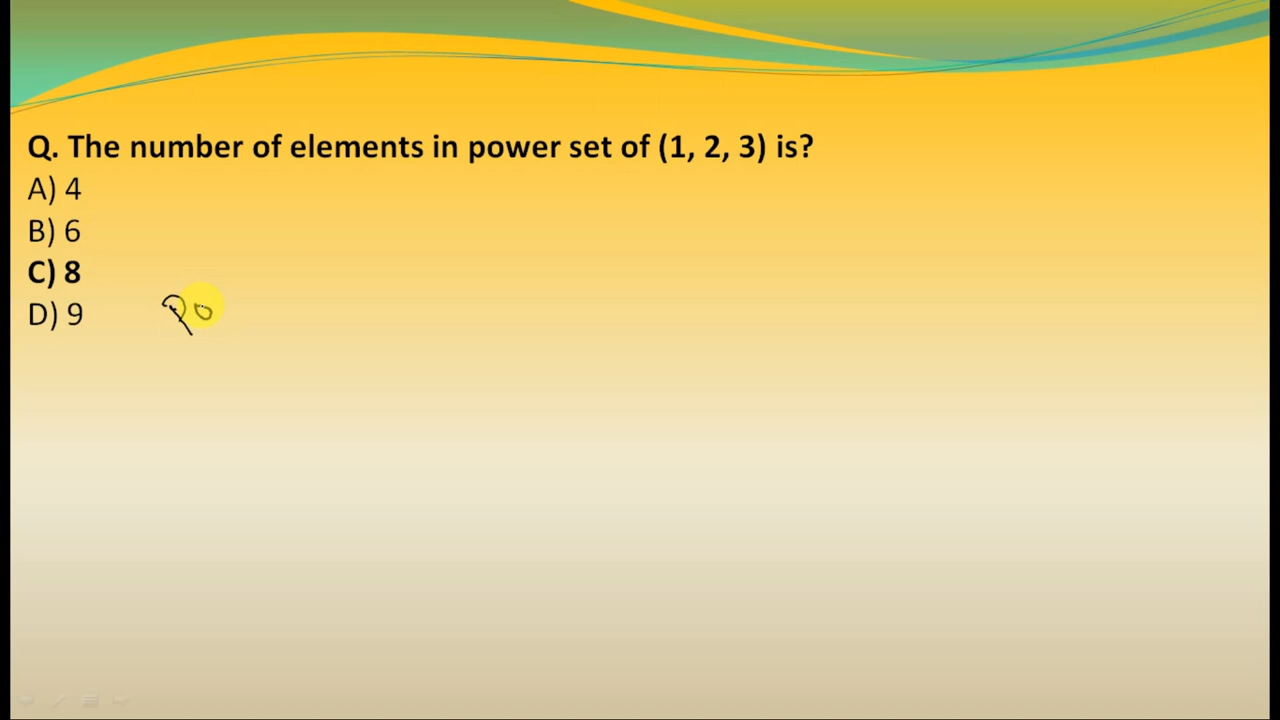 Q. The number of elements in power set of (1, 2, 3) is?
A) 4
B) 6
C) 8
D) 9